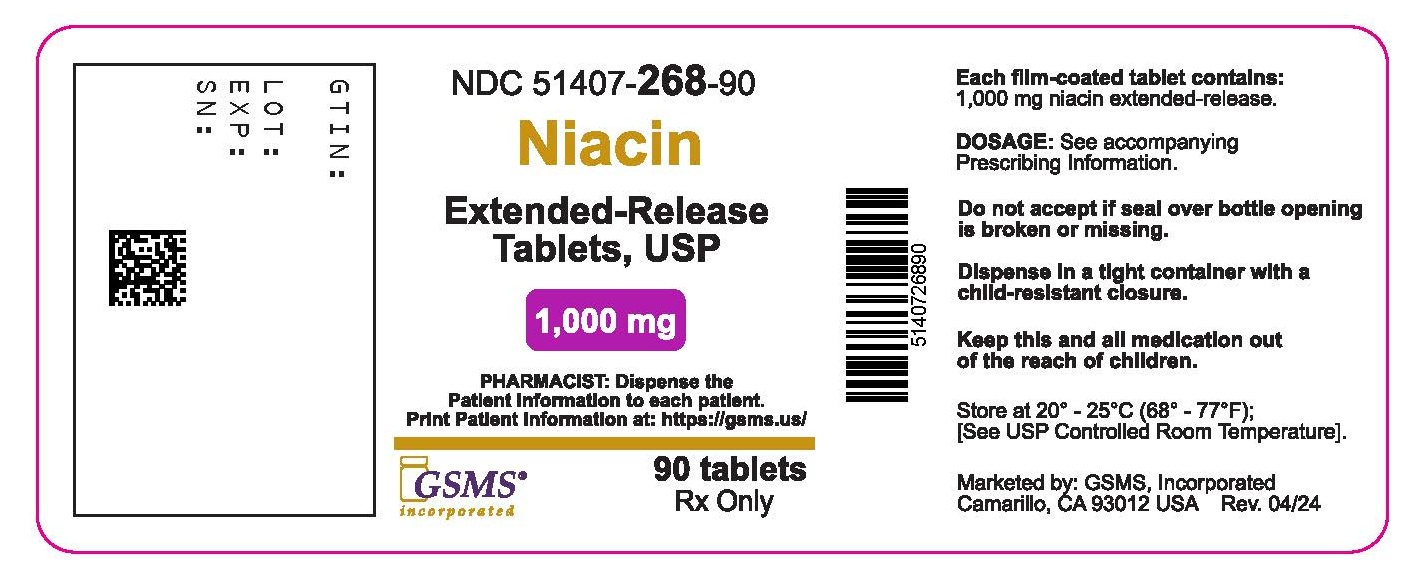 GTIN:
LOT:
EXP:
SN:
NDC 51407-268-90
Niacin
Extended-Release
Tablets, USP
1,000 mg
PHARMACIST: Dispense the
Patient Information to each patient.
Print Patient Information at: https://gsms.us/
GSMS®
incorporated
90 tablets
Rx Only
5140726890
Each film-coated tablet contains:
1,000 mg niacin extended-release.
DOSAGE: See accompanying
Prescribing Information.
Do not accept if seal over bottle opening
is broken or missing.
Dispense in a tight container with a
child-resistant closure.
Keep this and all medication out
of the reach of children.
Store at 20° - 25°C (68° - 77°F);
[See USP Controlled Room Temperature].
Marketed by: GSMS, Incorporated
Camarillo, CA 93012 USA Rev. 04/24